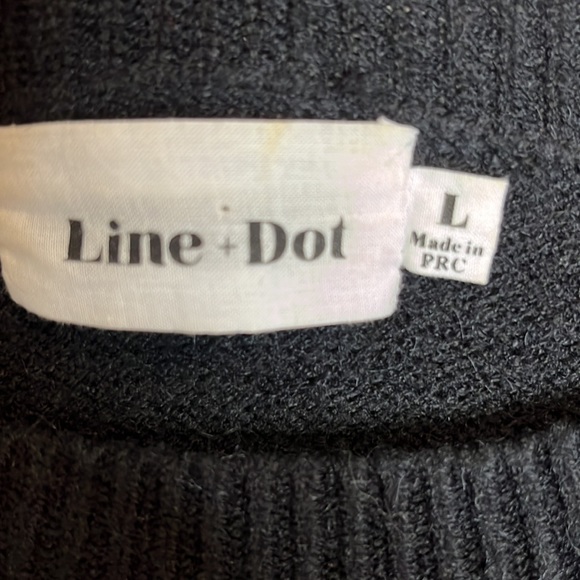 Line + Dot
L
Made in
PRC